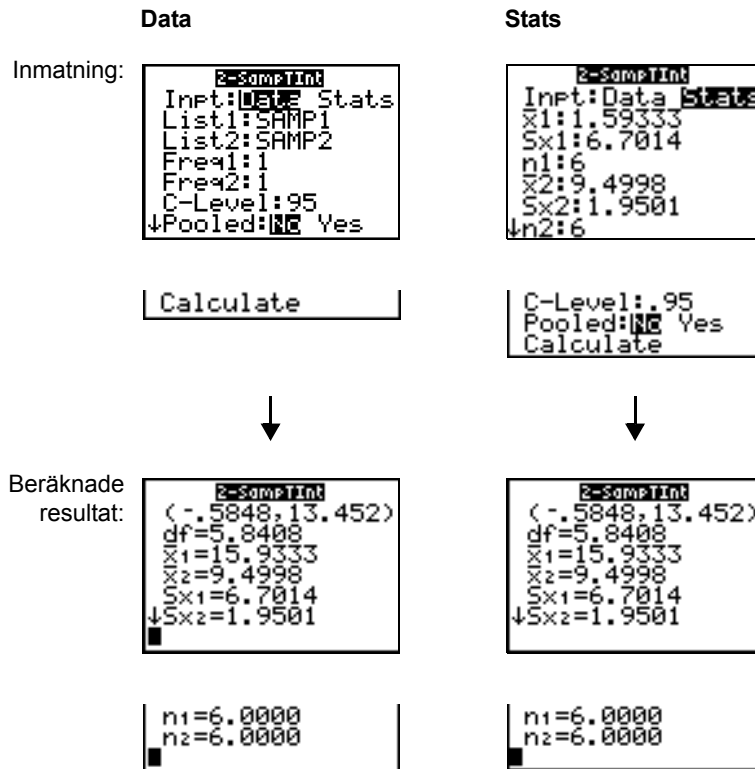 Data
Stats
Inmatning:
2-SampTInt
Inpt:Data Stats
List1:SAMP1
List2:SAMP2
Freq1:1
Freq2:1
C-Level:95
↓Pooled:No Yes
Calculate
2-SampTInt
Inpt:Data Stats
x̄1:1.59333
Sx1:6.7014
n1:6
x̄2:9.4998
Sx2:1.9501
↓n2:6
C-Level:.95
Pooled:No Yes
Calculate
Beräknade
resultat:
2-SampTInt
(-.5848,13.452)
df=5.8408
x̄1=15.9333
x̄2=9.4998
Sx1=6.7014
↓Sx2=1.9501
n1=6.0000
n2=6.0000
2-SampTInt
(-.5848,13.452)
df=5.8408
x̄1=15.9333
x̄2=9.4998
Sx1=6.7014
↓Sx2=1.9501
n1=6.0000
n2=6.0000